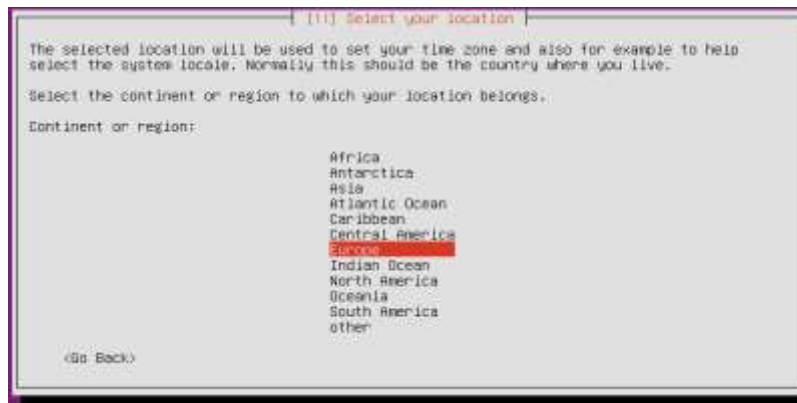 [!!] Select your location
The selected location will be used to set your time zone and also for example to help
select the system locale. Normally this should be the country where you live.
Select the continent or region to which your location belongs.
Continent or region:
Africa
Antarctica
Asia
Atlantic Ocean
Caribbean
Central America
Europe
Indian Ocean
North America
Oceania
South America
other
<Go Back>